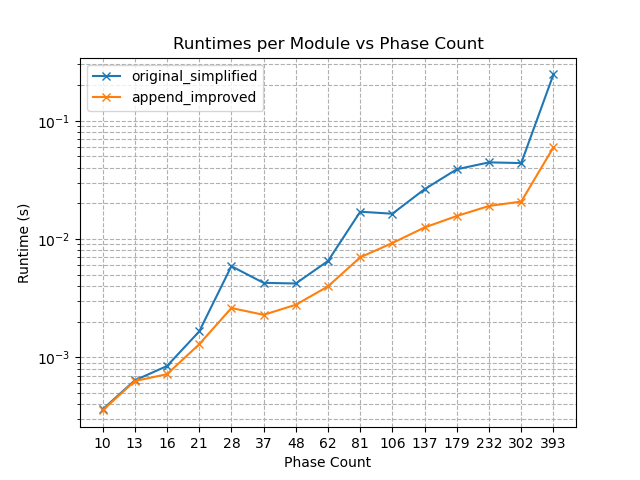 Runtimes per Module vs Phase Count
original_simplified
append_improved
Runtime (s)
10⁻¹
10⁻²
10⁻³
10 13 16 21 28 37 48 62 81 106 137 179 232 302 393
Phase Count